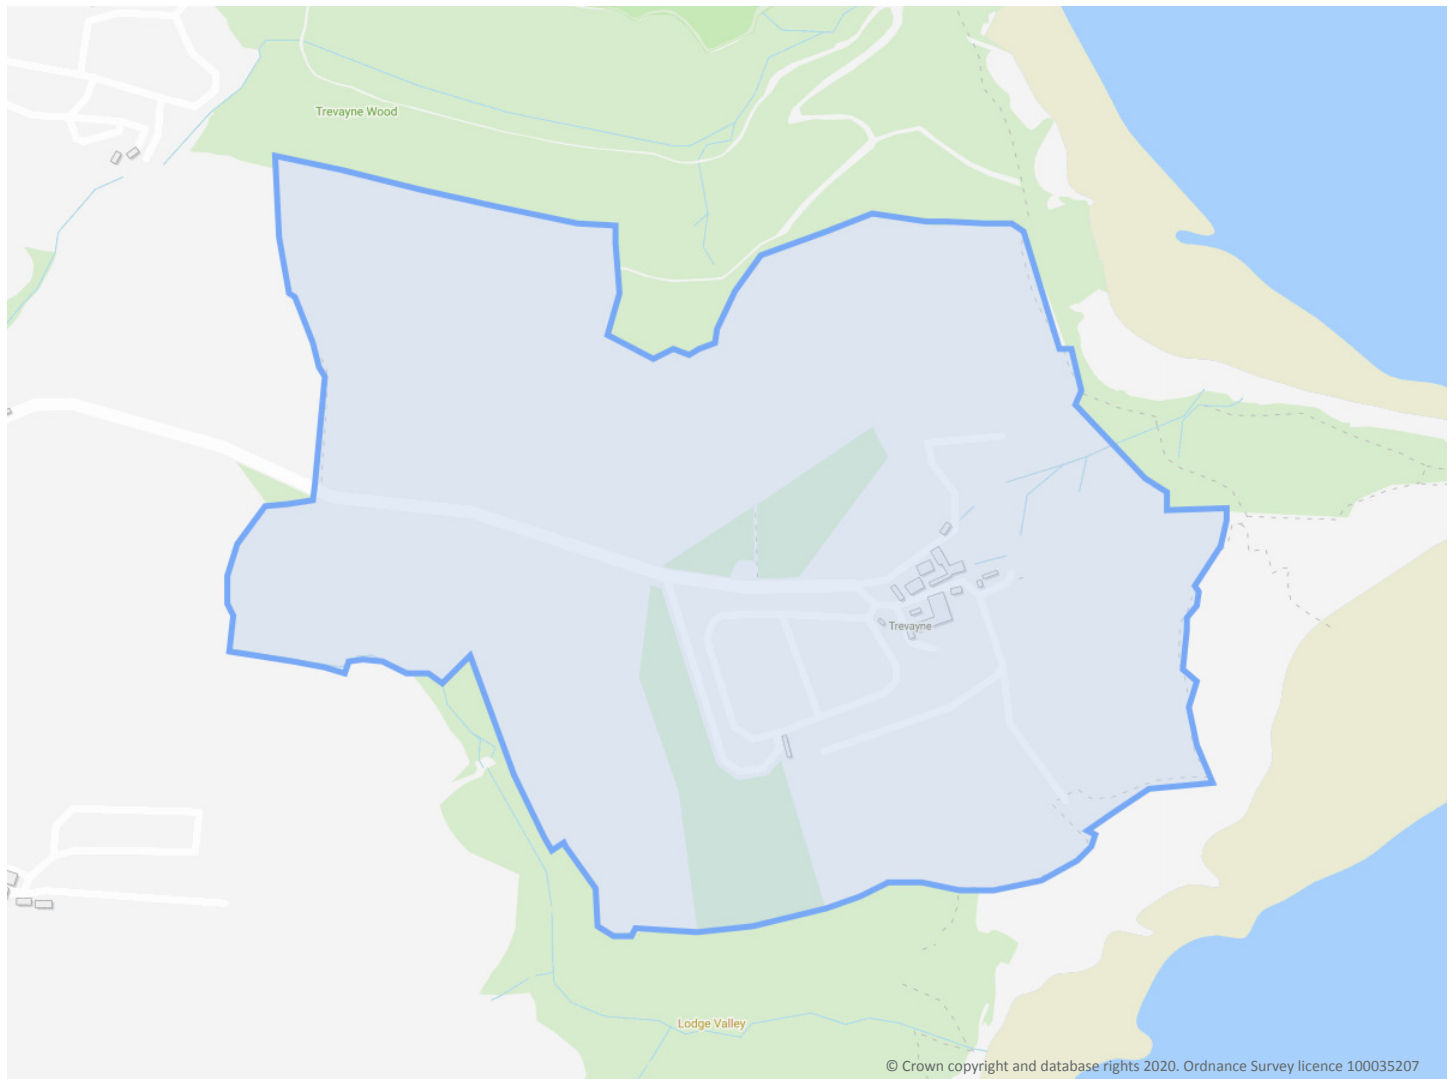 Trevayne Wood
Trevayne
Lodge Valley
© Crown copyright and database rights 2020. Ordnance Survey licence 100035207